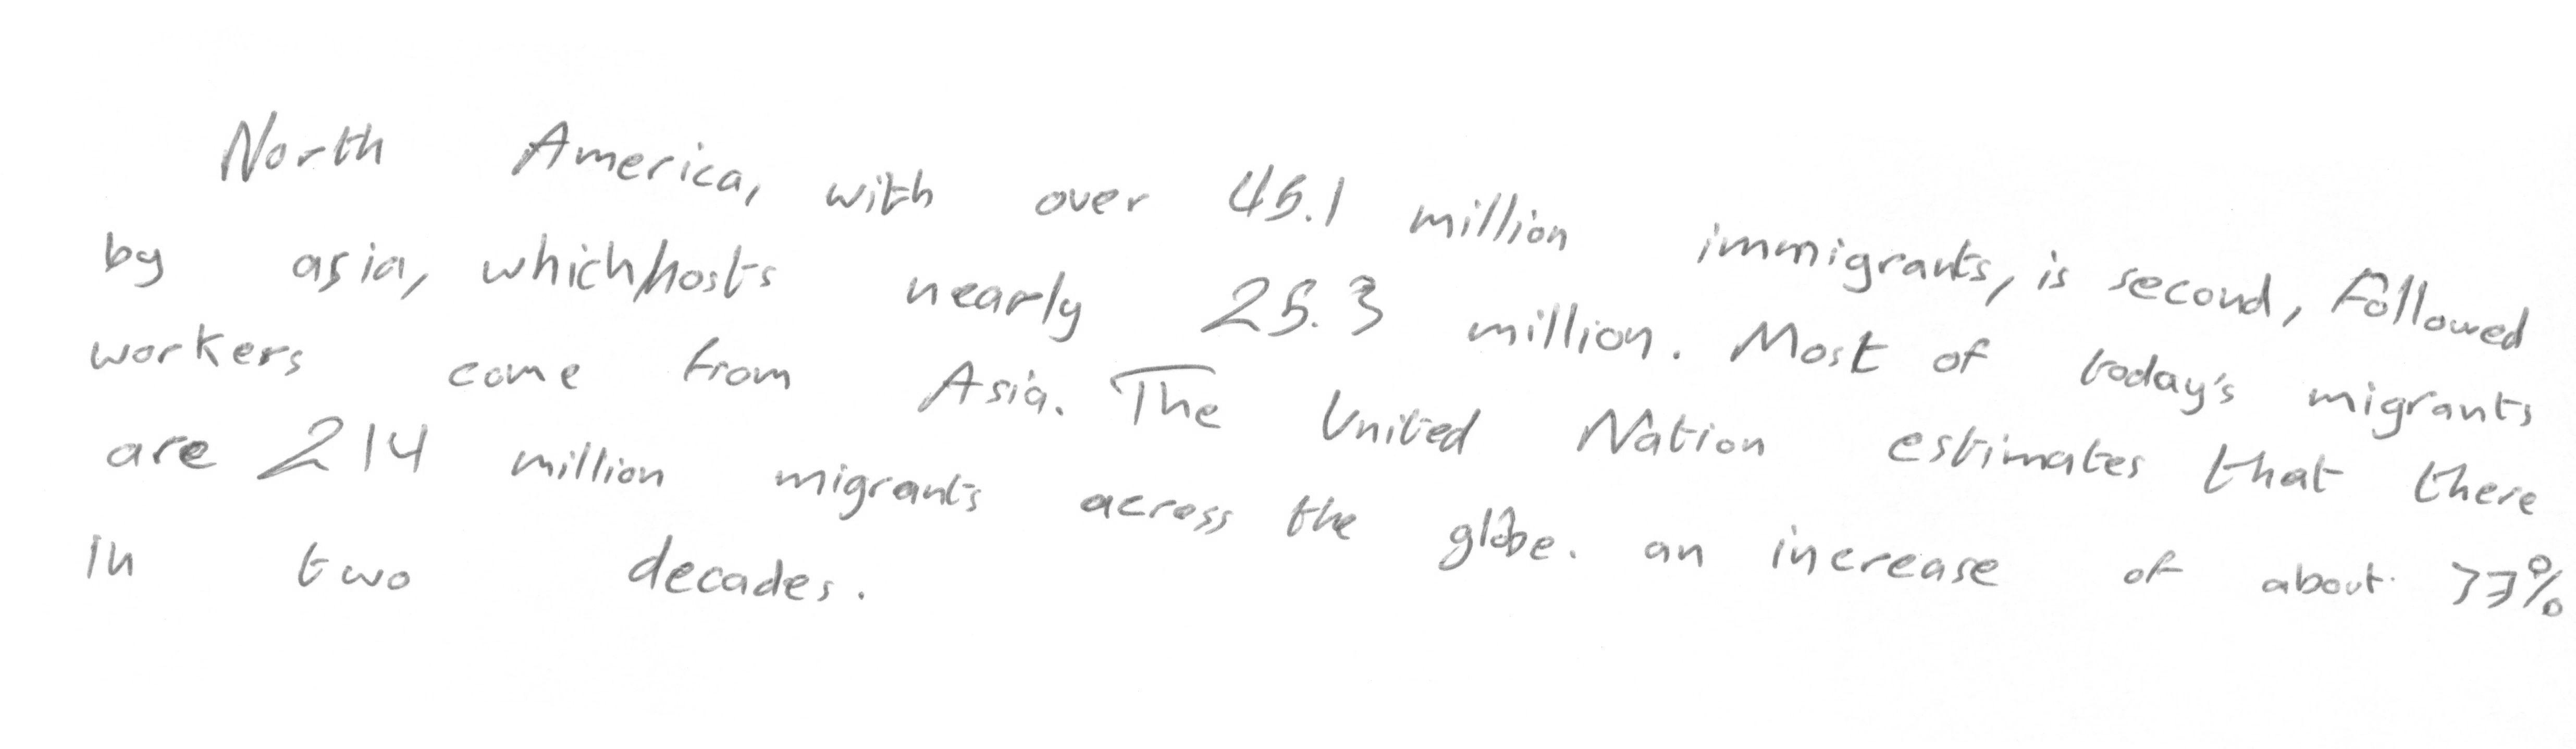 North America, with over 45.1 million immigrants, is second, Followed
by asia, which/hosts nearly 25.3 million. Most of today's migrants
workers come from Asia. The United Nation estimates that there
are 214 million migrants across the globe. an increase of about
in two decades.